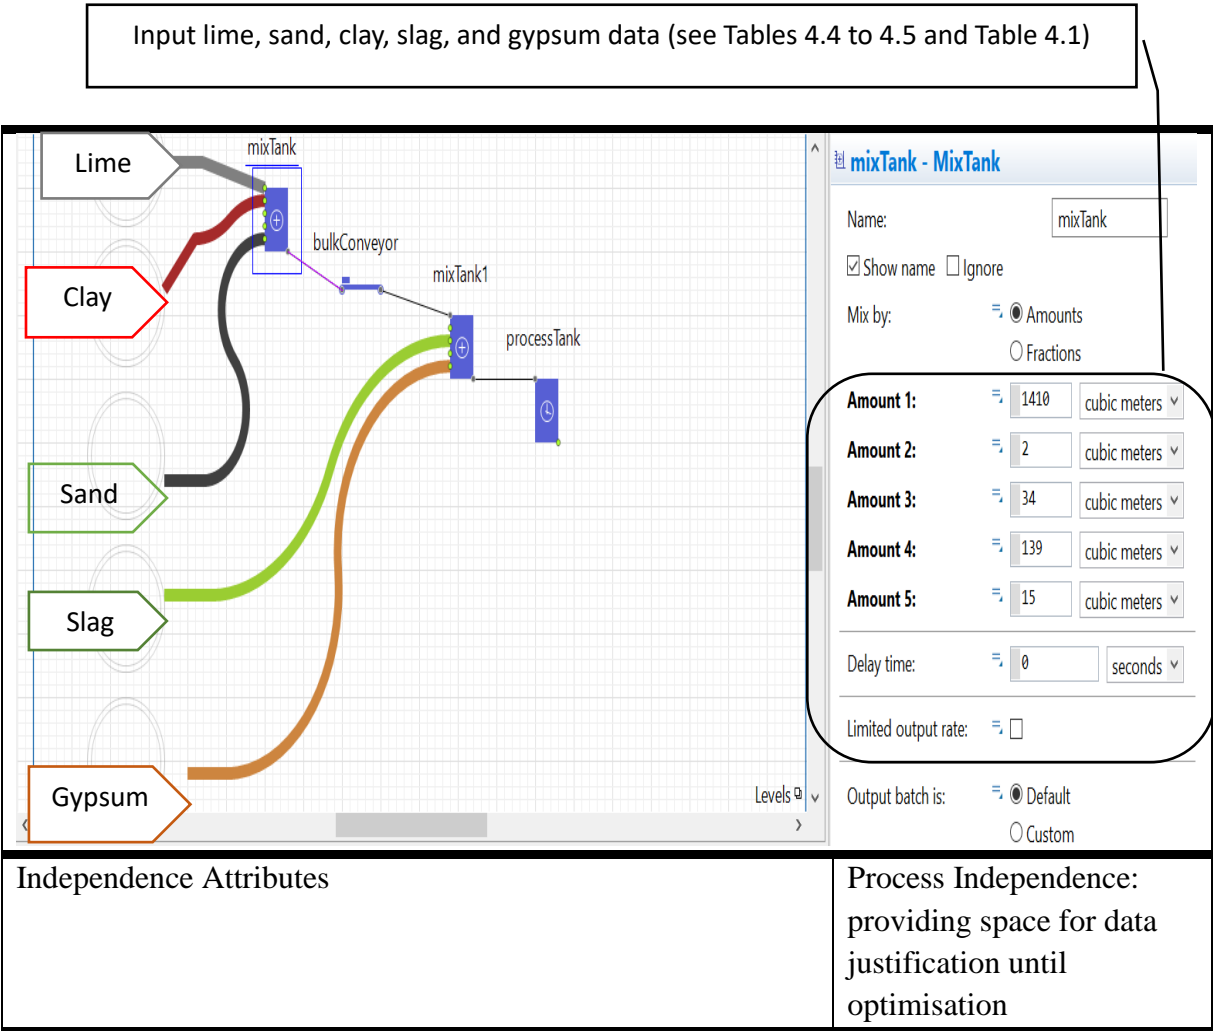 Input lime, sand, clay, slag, and gypsum data (see Tables 4.4 to 4.5 and Table 4.1)
Lime
Clay
Sand
Slag
Gypsum
mixTank
bulkConveyor
mixTank1
processTank
Levels
mixTank - MixTank
Name: mixTank
Show name Ignore
Mix by: Amounts
Fractions
Amount 1: 1410 cubic meters
Amount 2: 2 cubic meters
Amount 3: 34 cubic meters
Amount 4: 139 cubic meters
Amount 5: 15 cubic meters
Delay time: 0 seconds
Limited output rate:
Output batch is: Default
Custom
Independence Attributes
Process Independence:
providing space for data
justification until
optimisation